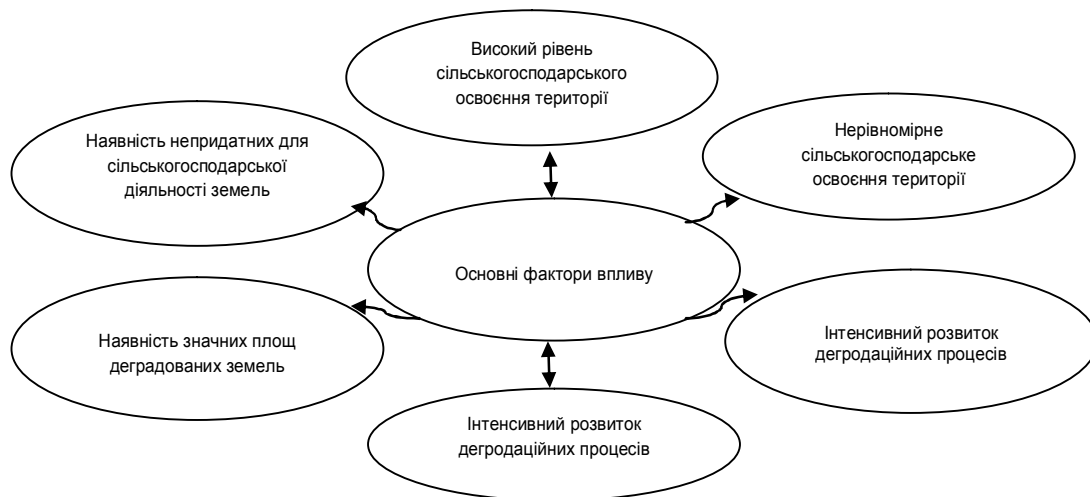 Високий рівень
сільськогосподарського
освоєння території
Наявність непридатних для
сільськогосподарської
діяльності земель
Нерівномірне
сільськогосподарське
освоєння території
Основні фактори впливу
Наявність значних площ
деградованих земель
Інтенсивний розвиток
дегродаційних процесів
Інтенсивний розвиток
дегродаційних процесів